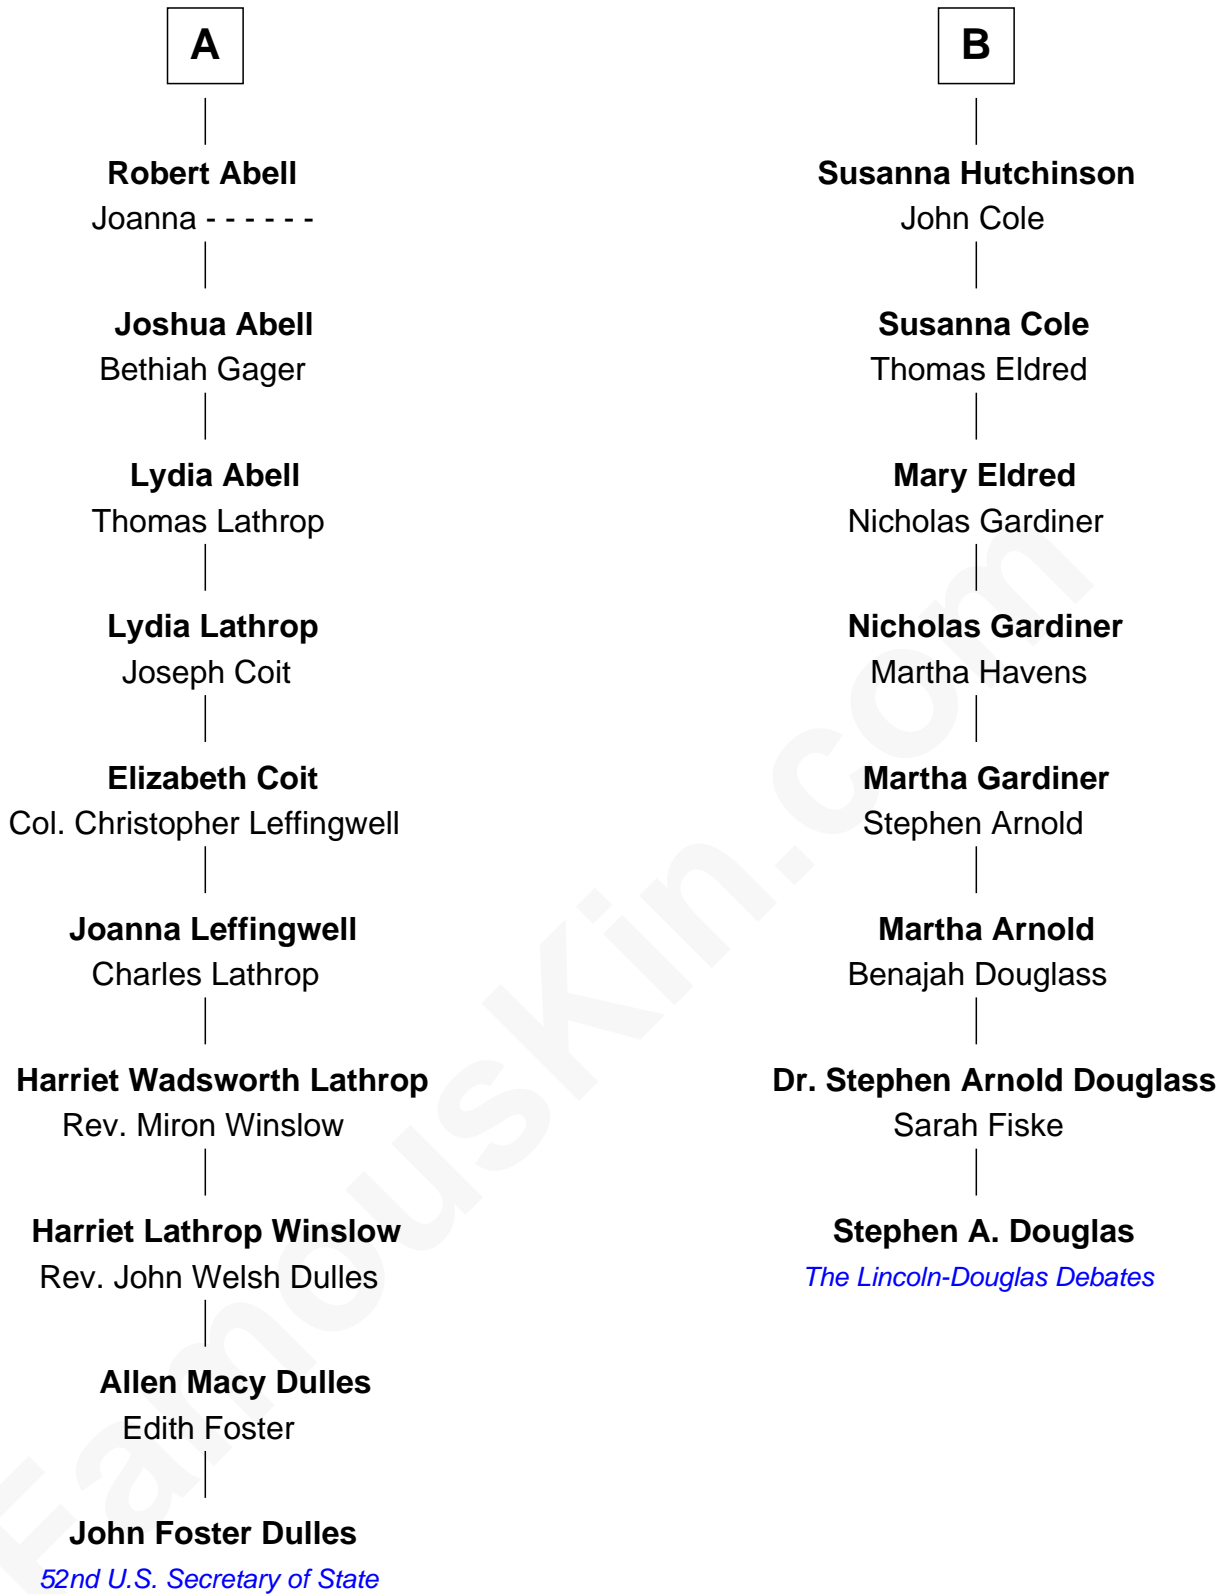 A
Robert Abell
Joanna - - - - - -
Joshua Abell
Bethiah Gager
Lydia Abell
Thomas Lathrop
Lydia Lathrop
Joseph Coit
Elizabeth Coit
Col. Christopher Leffingwell
Joanna Leffingwell
Charles Lathrop
Harriet Wadsworth Lathrop
Rev. Miron Winslow
Harriet Lathrop Winslow
Rev. John Welsh Dulles
Allen Macy Dulles
Edith Foster
John Foster Dulles
52nd U.S. Secretary of State
B
Susanna Hutchinson
John Cole
Susanna Cole
Thomas Eldred
Mary Eldred
Nicholas Gardiner
Nicholas Gardiner
Martha Havens
Martha Gardiner
Stephen Arnold
Martha Arnold
Benajah Douglass
Dr. Stephen Arnold Douglass
Sarah Fiske
Stephen A. Douglas
The Lincoln-Douglas Debates
FamousKin.com